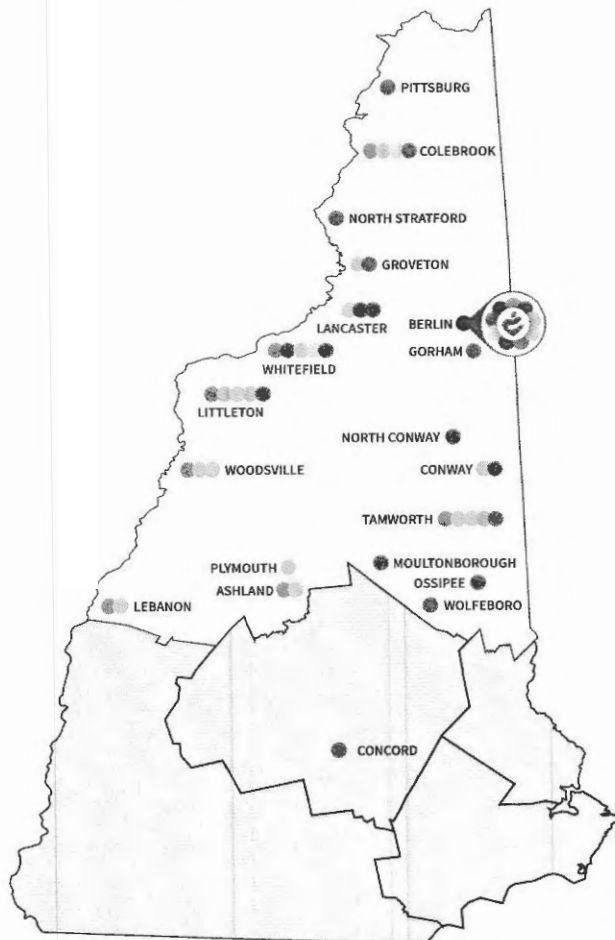 PITTSBURG
COLEBROOK
NORTH STRATFORD
GROVETON
LANCASTER
BERLIN
WHITEFIELD
GORHAM
LITTLETON
NORTH CONWAY
WOODSVILLE
CONWAY
TAMWORTH
PLYMOUTH
MOULTONBOROUGH
ASHLAND
OSSIPEE
LEBANON
WOLFEBORO
CONCORD